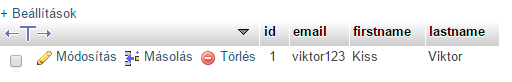 + Beállítások
←T→ id email firstname lastname
Módosítás Másolás Törlés 1 viktor123 Kiss Viktor